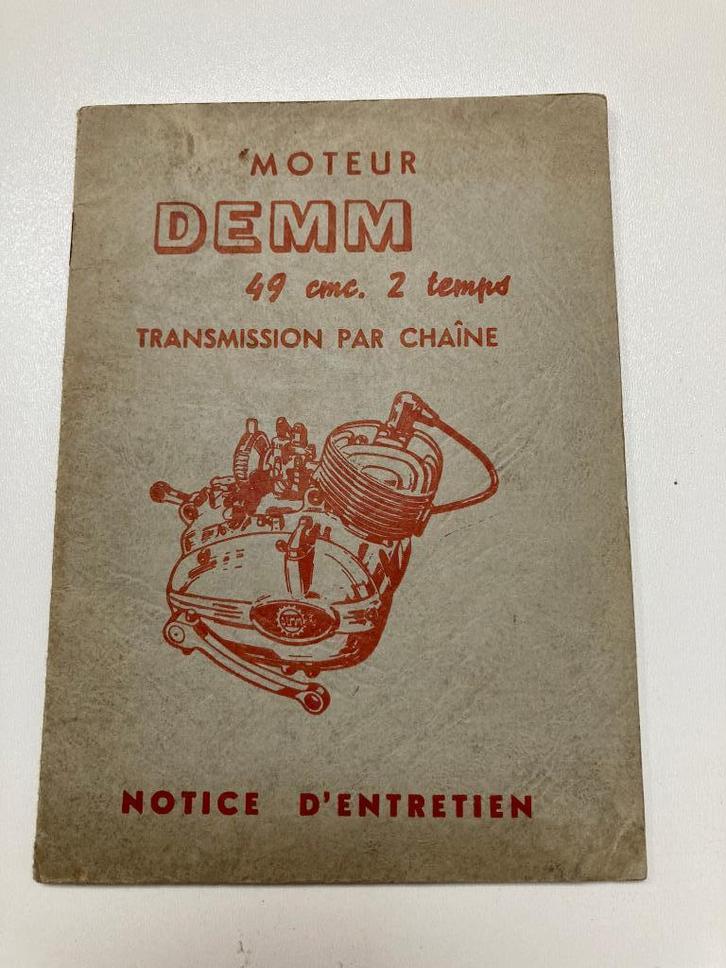 MOTEUR
DEMM
49 cmc. 2 temps
TRANSMISSION PAR CHAÎNE
NOTICE D'ENTRETIEN